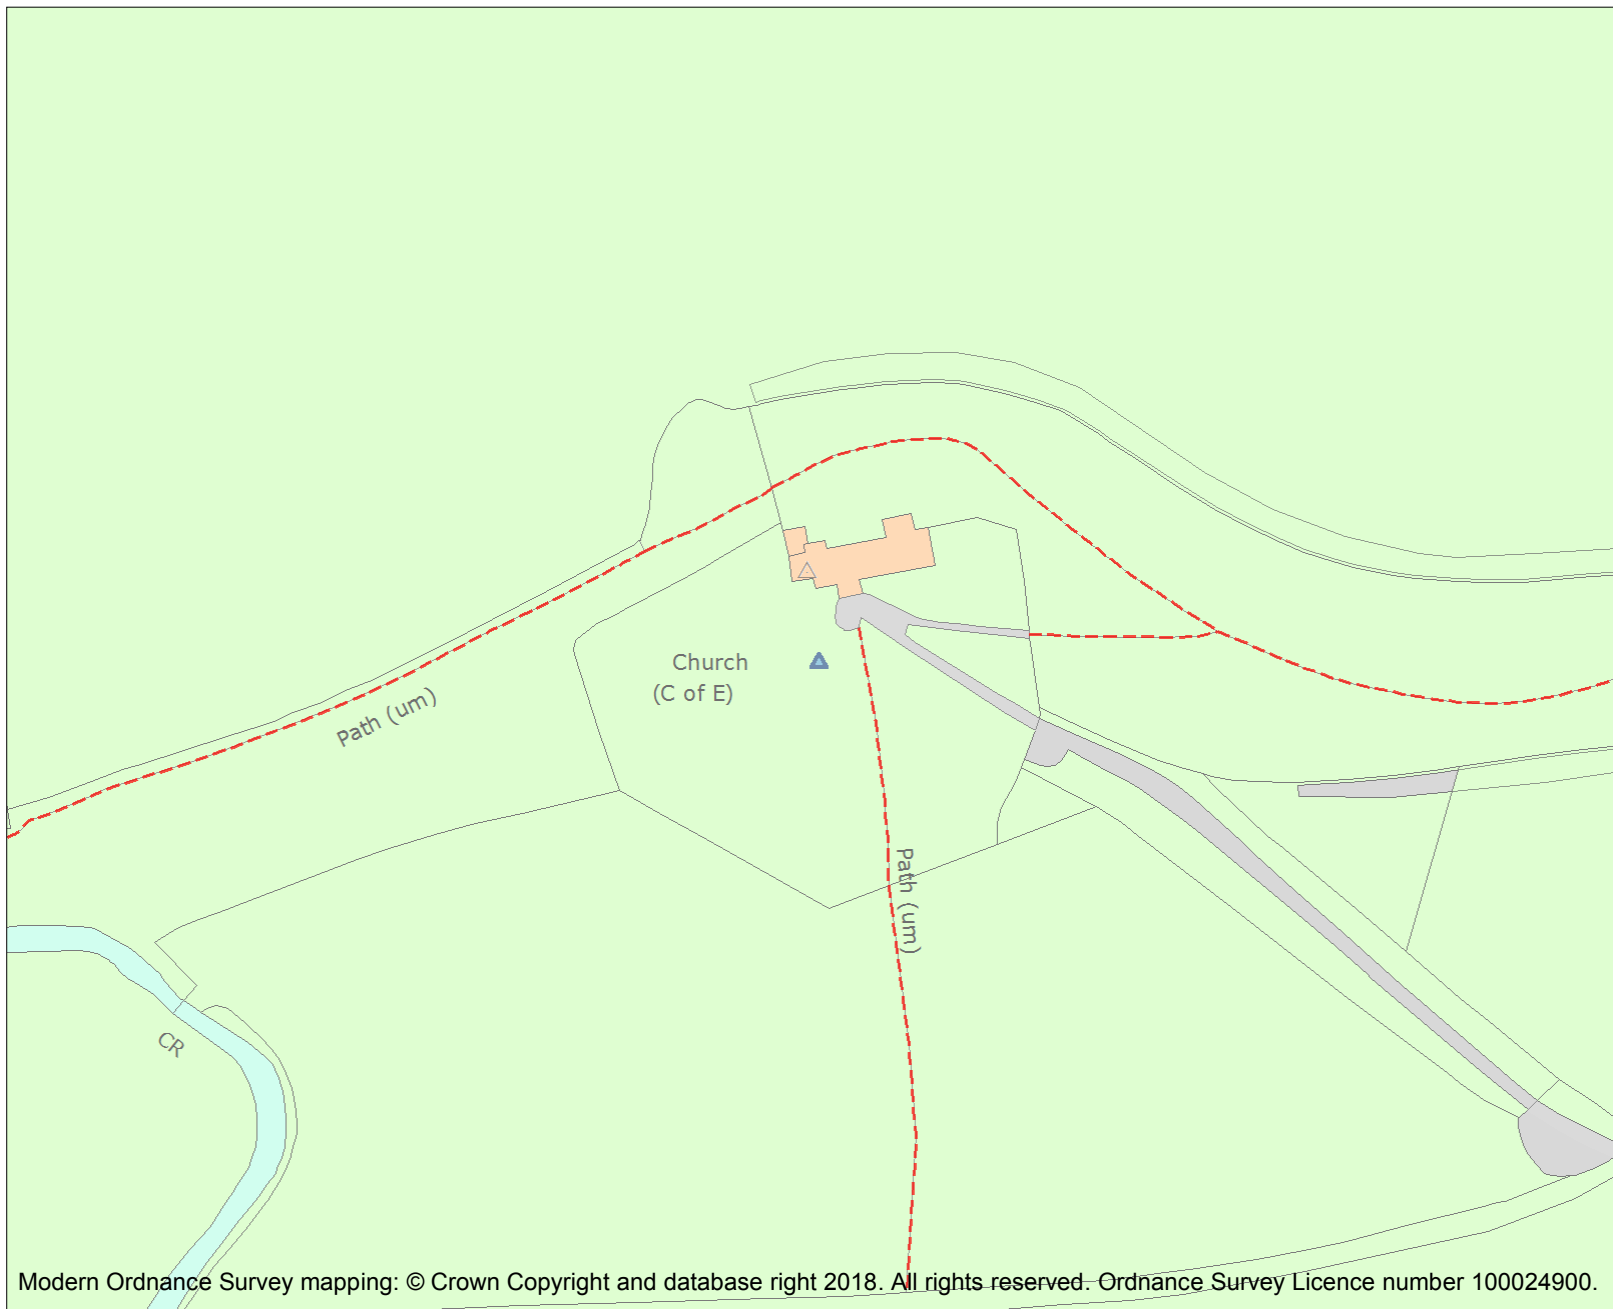 Church
(C of E)
Path (um)
Path (um)
CR
Modern Ordnance Survey mapping: © Crown Copyright and database right 2018. All rights reserved. Ordnance Survey Licence number 100024900.